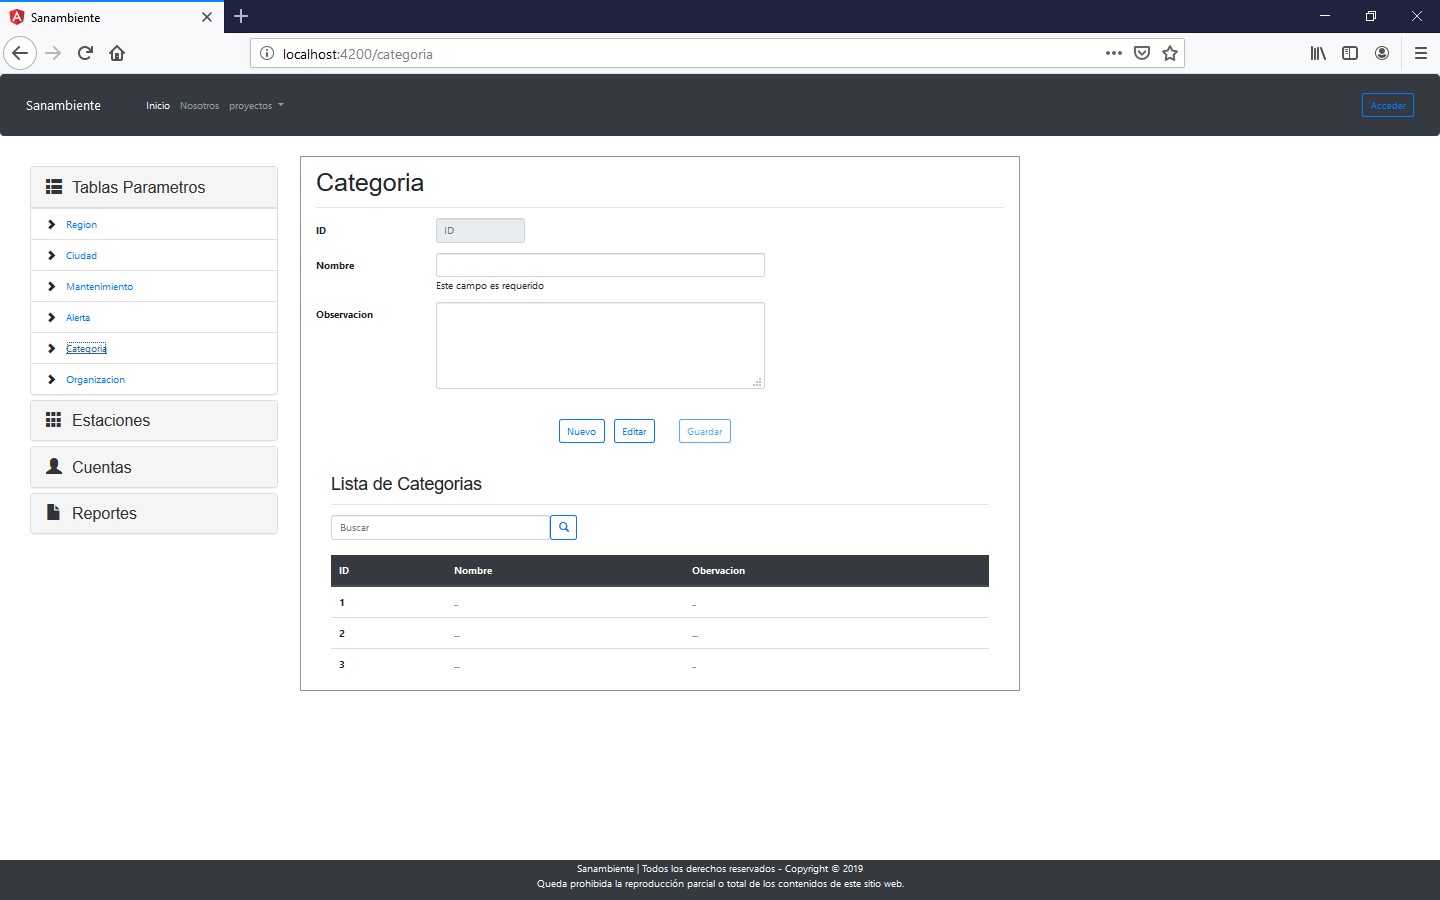 Sanambiente
localhost:4200/categoria
Sanambiente Inicio Nosotros proyectos Acceder
Tablas Parametros
Region
Ciudad
Mantenimiento
Alerta
Categoria
Organizacion
Estaciones
Cuentas
Reportes
Categoria
ID ID
Nombre
Este campo es requerido
Observacion
Nuevo Editar Guardar
Lista de Categorias
Buscar
ID Nombre Obervacion
1 .. ..
2 ... ...
3 ... ..
Sanambiente | Todos los derechos reservados - Copyright © 2019
Queda prohibida la reproducción parcial o total de los contenidos de este sitio web.